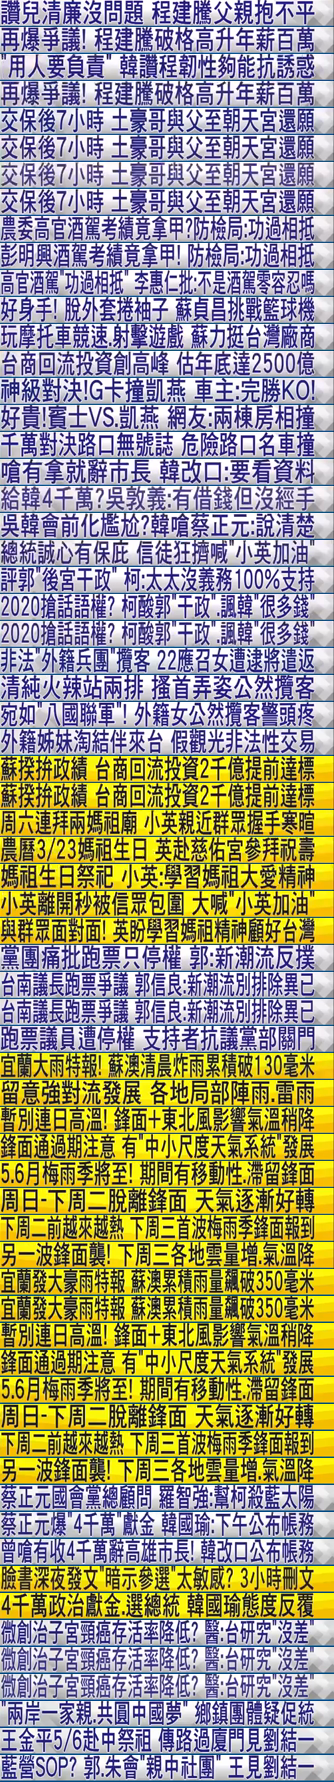 讚兒清廉沒問題 程建騰父親抱不平
再爆爭議! 程建騰破格高升年薪百萬
"用人要負責" 韓讚程韌性夠能抗誘惑
再爆爭議! 程建騰破格高升年薪百萬
交保後7小時 土豪哥與父至朝天宮還願
交保後7小時 土豪哥與父至朝天宮還願
交保後7小時 土豪哥與父至朝天宮還願
交保後7小時 土豪哥與父至朝天宮還願
農委高官酒駕考績竟拿甲?防檢局:功過相抵
彭明興酒駕考績竟拿甲! 防檢局:功過相抵
高官酒駕"功過相抵" 李惠仁批:不是酒駕零容忍嗎
好身手! 脫外套捲袖子 蘇貞昌挑戰籃球機
玩摩托車競速.射擊遊戲 蘇力挺台灣廠商
台商回流投資創高峰 估年底達2500億
神級對決!G卡撞凱燕 車主:完勝KO!
好貴!賓士VS.凱燕 網友:兩棟房相撞
千萬對決路口無號誌 危險路口名車撞
嗆有拿就辭市長 韓改口:要看資料
給韓4千萬?吳敦義:有借錢但沒經手
吳韓會前化尷尬?韓嗆蔡正元:說清楚
總統誠心有保庇 信徒狂擠喊"小英加油"
評郭"後宮干政" 柯:太太沒義務100%支持
2020搶話語權? 柯酸郭"干政".諷韓"很多錢"
2020搶話語權? 柯酸郭"干政".諷韓"很多錢"
非法"外籍兵團"攬客 22應召女遭逮將遣返
清純火辣站兩排 搔首弄姿公然攬客
宛如"八國聯軍"! 外籍女公然攬客警頭疼
外籍姊妹淘結伴來台 假觀光非法性交易
蘇揆拚政績 台商回流投資2千億提前達標
蘇揆拚政績 台商回流投資2千億提前達標
周六連拜兩媽祖廟 小英親近群眾握手寒暄
農曆3/23媽祖生日 英赴慈佑宮參拜祝壽
媽祖生日祭祀 小英:學習媽祖大愛精神
小英離開秒被信眾包圍 大喊"小英加油"
與群眾面對面! 英盼學習媽祖精神顧好台灣
黨團痛批跑票只停權 郭:新潮流反撲
台南議長跑票爭議 郭信良:新潮流別排除異己
台南議長跑票爭議 郭信良:新潮流別排除異己
跑票議員遭停權 支持者抗議黨部關門
宜蘭大雨特報! 蘇澳清晨炸雨累積破130毫米
留意強對流發展 各地局部陣雨.雷雨
暫別連日高溫! 鋒面+東北風影響氣溫稍降
鋒面通過期注意 有"中小尺度天氣系統"發展
5.6月梅雨季將至! 期間有移動性.滯留鋒面
周日-下周二脫離鋒面 天氣逐漸好轉
下周二前越來越熱 下周三首波梅雨季鋒面報到
另一波鋒面襲! 下周三各地雲量增.氣溫降
宜蘭發大豪雨特報 蘇澳累積雨量飆破350毫米
宜蘭發大豪雨特報 蘇澳累積雨量飆破350毫米
暫別連日高溫! 鋒面+東北風影響氣溫稍降
鋒面通過期注意 有"中小尺度天氣系統"發展
5.6月梅雨季將至! 期間有移動性.滯留鋒面
周日-下周二脫離鋒面 天氣逐漸好轉
下周二前越來越熱 下周三首波梅雨季鋒面報到
另一波鋒面襲! 下周三各地雲量增.氣溫降
蔡正元國會黨總顧問 羅智強:幫柯殺藍太陽
蔡正元爆"4千萬"獻金 韓國瑜:下午公布帳務
曾嗆有收4千萬辭高雄市長! 韓改口公布帳務
臉書深夜發文"暗示參選"太敏感? 3小時刪文
4千萬政治獻金.選總統 韓國瑜態度反覆
微創治子宮頸癌存活率降低? 醫:台研究"沒差"
微創治子宮頸癌存活率降低? 醫:台研究"沒差"
微創治子宮頸癌存活率降低? 醫:台研究"沒差"
"兩岸一家親.共圓中國夢" 鄉鎮團體疑促統
王金平5/6赴中祭祖 傳路過廈門見劉結一
藍營SOP? 郭.朱會"親中社團" 王見劉結一